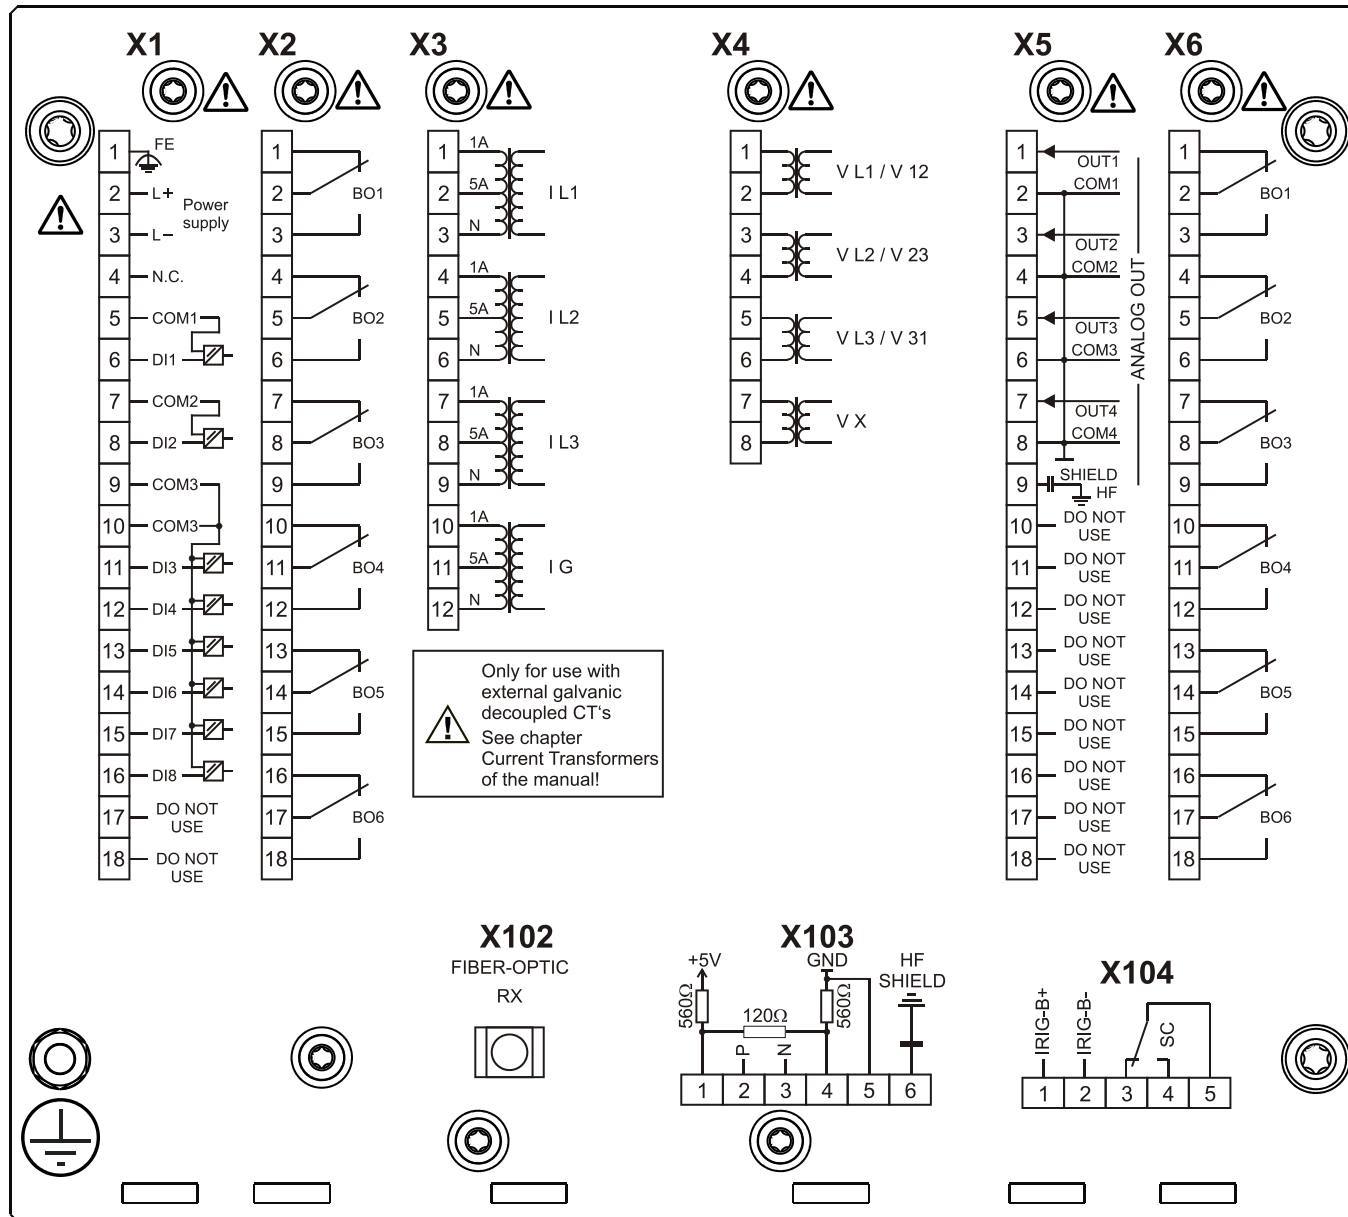 X1
1 FE
2 L+ Power
supply
3 L–
4 N.C.
5 COM1
6 DI1
7 COM2
8 DI2
9 COM3
10 COM3
11 DI3
12 DI4
13 DI5
14 DI6
15 DI7
16 DI8
17 DO NOT
USE
18 DO NOT
USE
X2
1
2 BO1
3
4
5 BO2
6
7
8 BO3
9
10
11 BO4
12
13
14 BO5
15
16
17 BO6
18
X3
1 1A
2 5A I L1
3 N
4 1A
5 5A I L2
6 N
7 1A
8 5A I L3
9 N
10 1A
11 5A I G
12 N
Only for use with
external galvanic
decoupled CT‘s
See chapter
Current Transformers
of the manual!
X4
1
V L1 / V 12
2
3
V L2 / V 23
4
5
V L3 / V 31
6
7
V X
8
X5
1 OUT1
2 COM1
3 OUT2
4 COM2
5 OUT3
6 COM3
7 OUT4
8 COM4
ANALOG OUT
9 SHIELD
HF
10 DO NOT
USE
11 DO NOT
USE
12 DO NOT
USE
13 DO NOT
USE
14 DO NOT
USE
15 DO NOT
USE
16 DO NOT
USE
17 DO NOT
USE
18 DO NOT
USE
X6
1
2 BO1
3
4
5 BO2
6
7
8 BO3
9
10
11 BO4
12
13
14 BO5
15
16
17 BO6
18
X102
FIBER-OPTIC
RX
X103
+5V GND HF
SHIELD
560Ω 120Ω 560Ω
P N
1 2 3 4 5 6
X104
IRIG-B+ IRIG-B- SC
1 2 3 4 5